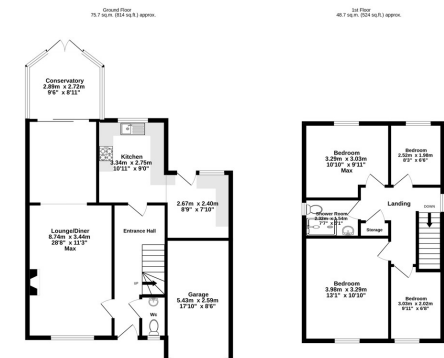 Ground Floor
75.7 sq.m. (814 sq.ft.) approx.
1st Floor
48.7 sq.m. (524 sq.ft.) approx.
Conservatory
2.89m x 2.72m
9'6" x 8'11"
Kitchen
3.34m x 2.75m
10'11" x 9'0"
2.67m x 2.40m
8'9" x 7'10"
Lounge/Diner
8.74m x 3.44m
28'8" x 11'3"
Max
Entrance Hall
UP
Garage
5.43m x 2.59m
17'10" x 8'6"
Wc
Bedroom
3.29m x 3.03m
10'10" x 9'11"
Max
Bedroom
2.52m x 1.98m
8'3" x 6'6"
Landing
DOWN
Shower Room
Storage
Bedroom
3.98m x 3.29m
13'1" x 10'10"
Bedroom
3.03m x 2.02m